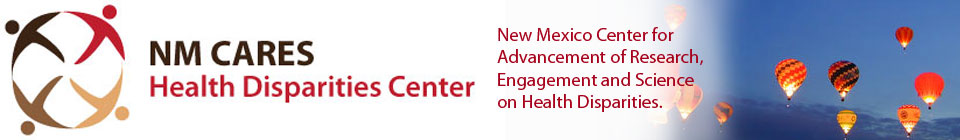 NM CARES
Health Disparities Center
New Mexico Center for
Advancement of Research,
Engagement and Science
on Health Disparities.